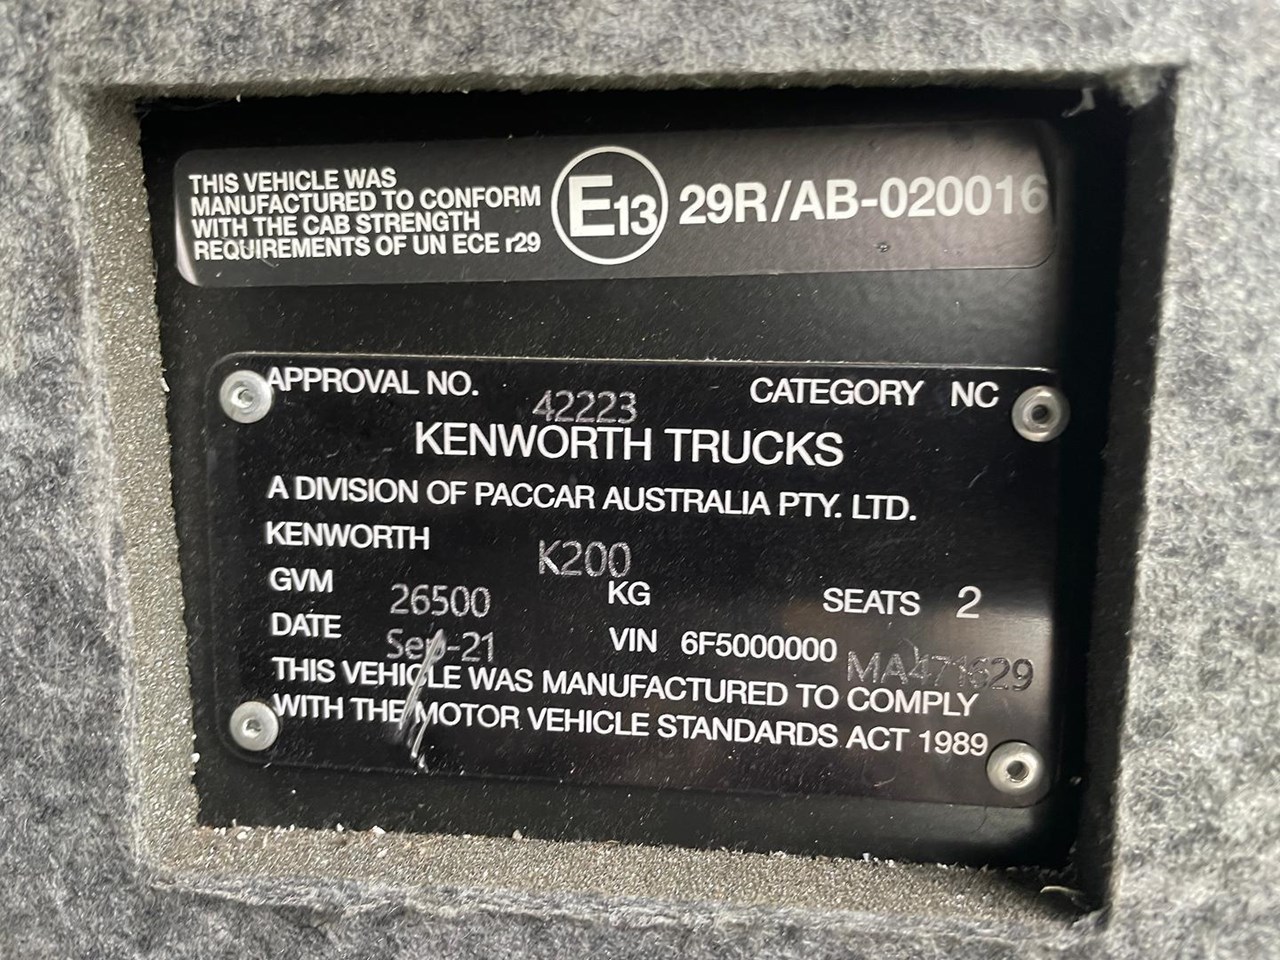 THIS VEHICLE WAS
MANUFACTURED TO CONFORM
WITH THE CAB STRENGTH
REQUIREMENTS OF UN ECE r29
E13 29R/AB-020016
APPROVAL NO. 42223 CATEGORY NC
KENWORTH TRUCKS
A DIVISION OF PACCAR AUSTRALIA PTY. LTD.
KENWORTH K200
GVM 26500 KG SEATS 2
DATE Sep-21 VIN 6F5000000 MA471629
THIS VEHICLE WAS MANUFACTURED TO COMPLY
WITH THE MOTOR VEHICLE STANDARDS ACT 1989